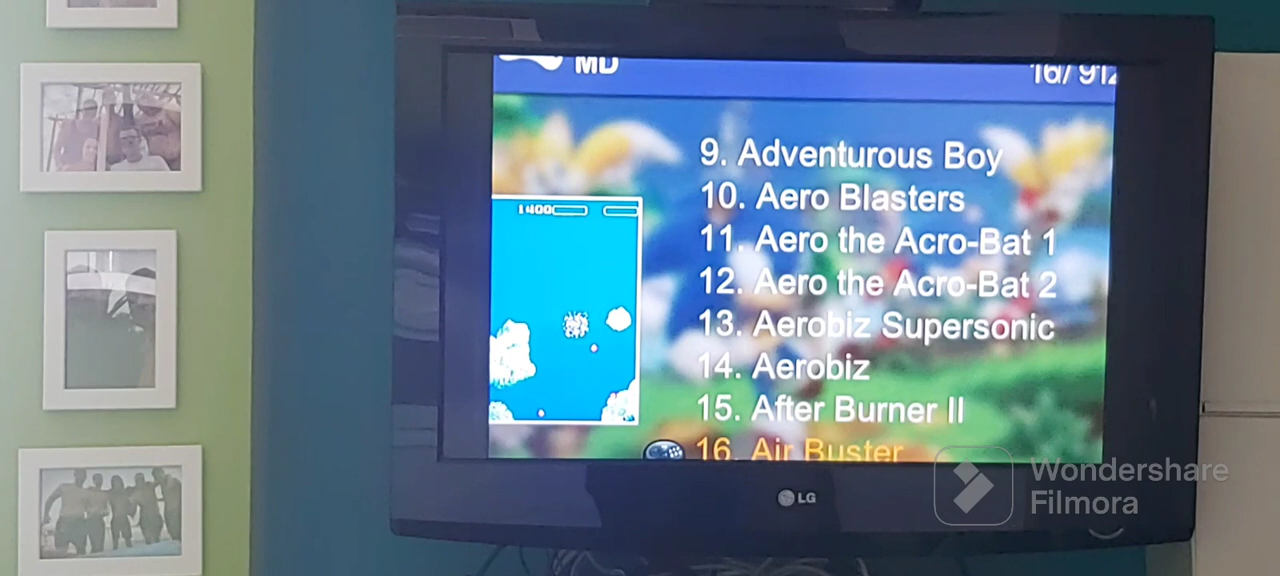 MD
16/ 912
9. Adventurous Boy
10. Aero Blasters
11. Aero the Acro-Bat 1
12. Aero the Acro-Bat 2
13. Aerobiz Supersonic
14. Aerobiz
15. After Burner II
16. Air Buster
1400
LG
Wondershare
Filmora